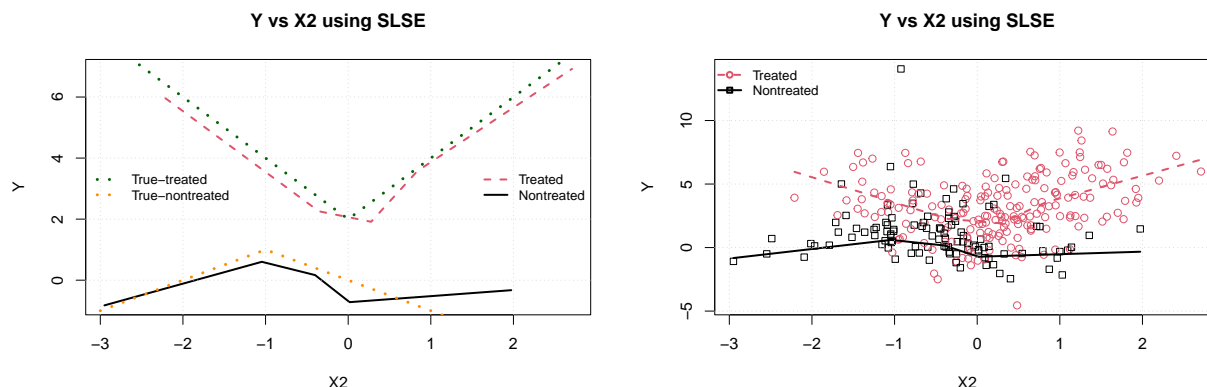 Y vs X2 using SLSE
6
4
2
0
Y
True−treated
True−nontreated
Treated
Nontreated
−3 −2 −1 0 1 2
X2
Y vs X2 using SLSE
Treated
Nontreated
10
5
0
−5
Y
−3 −2 −1 0 1 2
X2